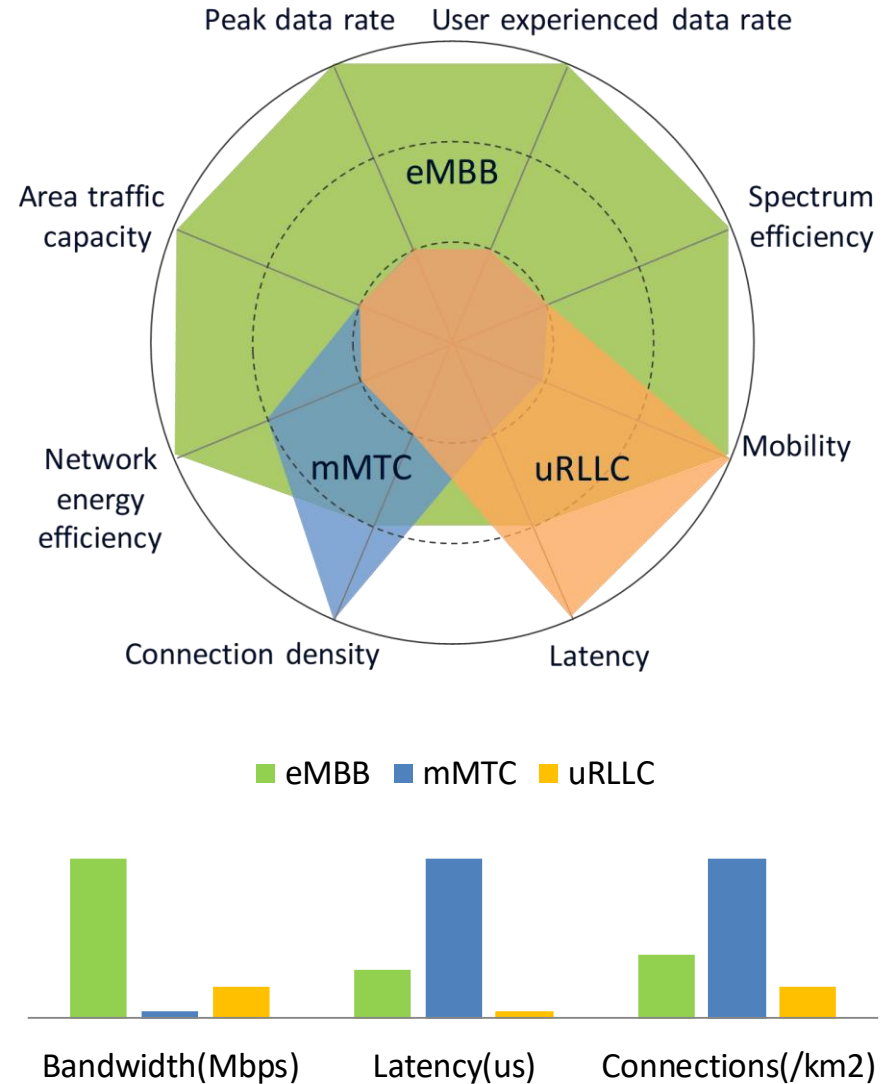 Peak data rate
User experienced data rate
eMBB
Area traffic
capacity
Spectrum
efficiency
Mobility
Network
energy
efficiency
mMTC
uRLLC
Connection density
Latency
eMBB mMTC uRLLC
Bandwidth(Mbps)
Latency(us)
Connections(/km2)